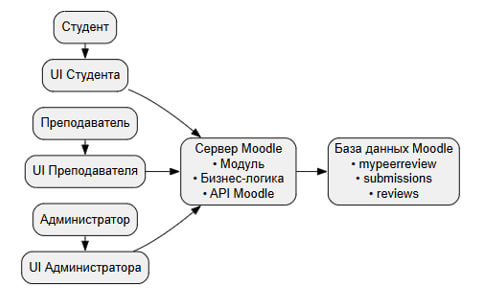 Студент
UI Студента
Преподаватель
UI Преподавателя
Администратор
UI Администратора
Сервер Moodle
• Модуль
• Бизнес-логика
• API Moodle
База данных Moodle
• mypeerreview
• submissions
• reviews